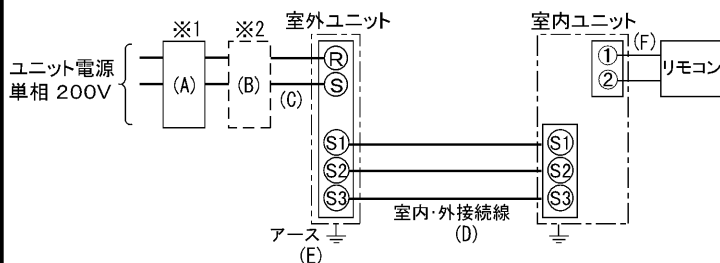 ※1
※2
室外ユニット
室内ユニット
ユニット電源
単相 200V
(A)
(B)
(C)
R
S
①
②
(F)
リモコン
S1
S2
S3
S1
S2
S3
室内・外接続線
(D)
アース
(E)